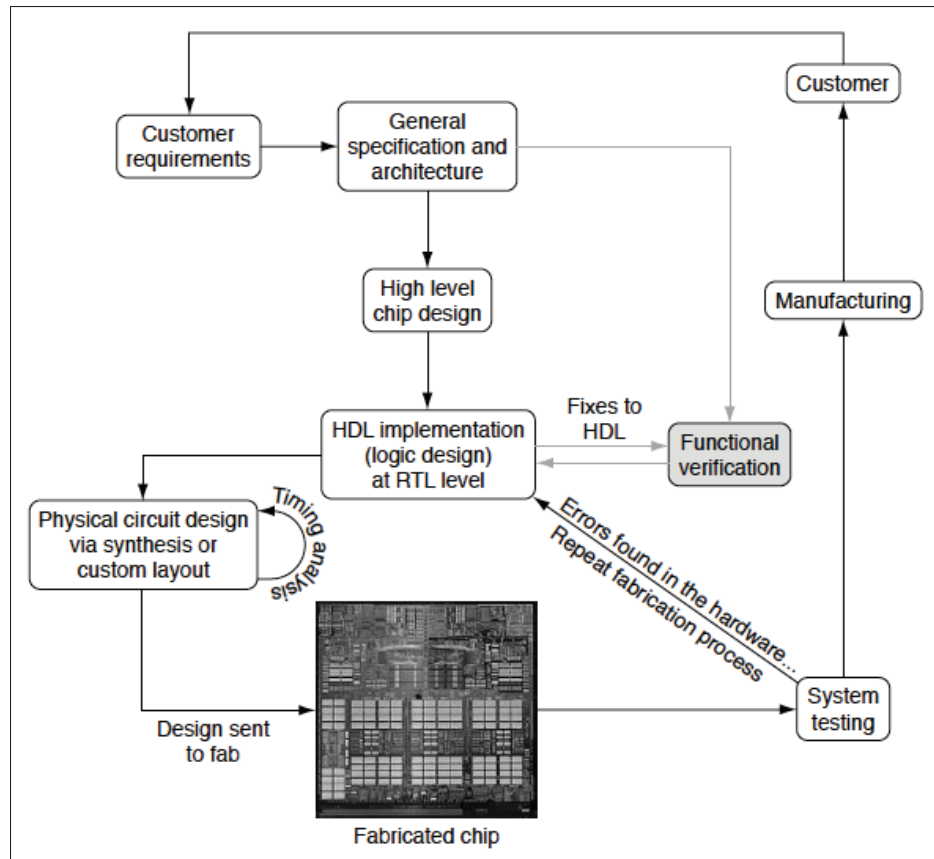 Customer
Customer
requirements
General
specification and
architecture
High level
chip design
Manufacturing
HDL implementation
(logic design)
at RTL level
Fixes to
HDL
Functional
verification
Physical circuit design
via synthesis or
custom layout
Timing analysis
Errors found in the hardware...
Repeat fabrication process
System
testing
Design sent
to fab
Fabricated chip